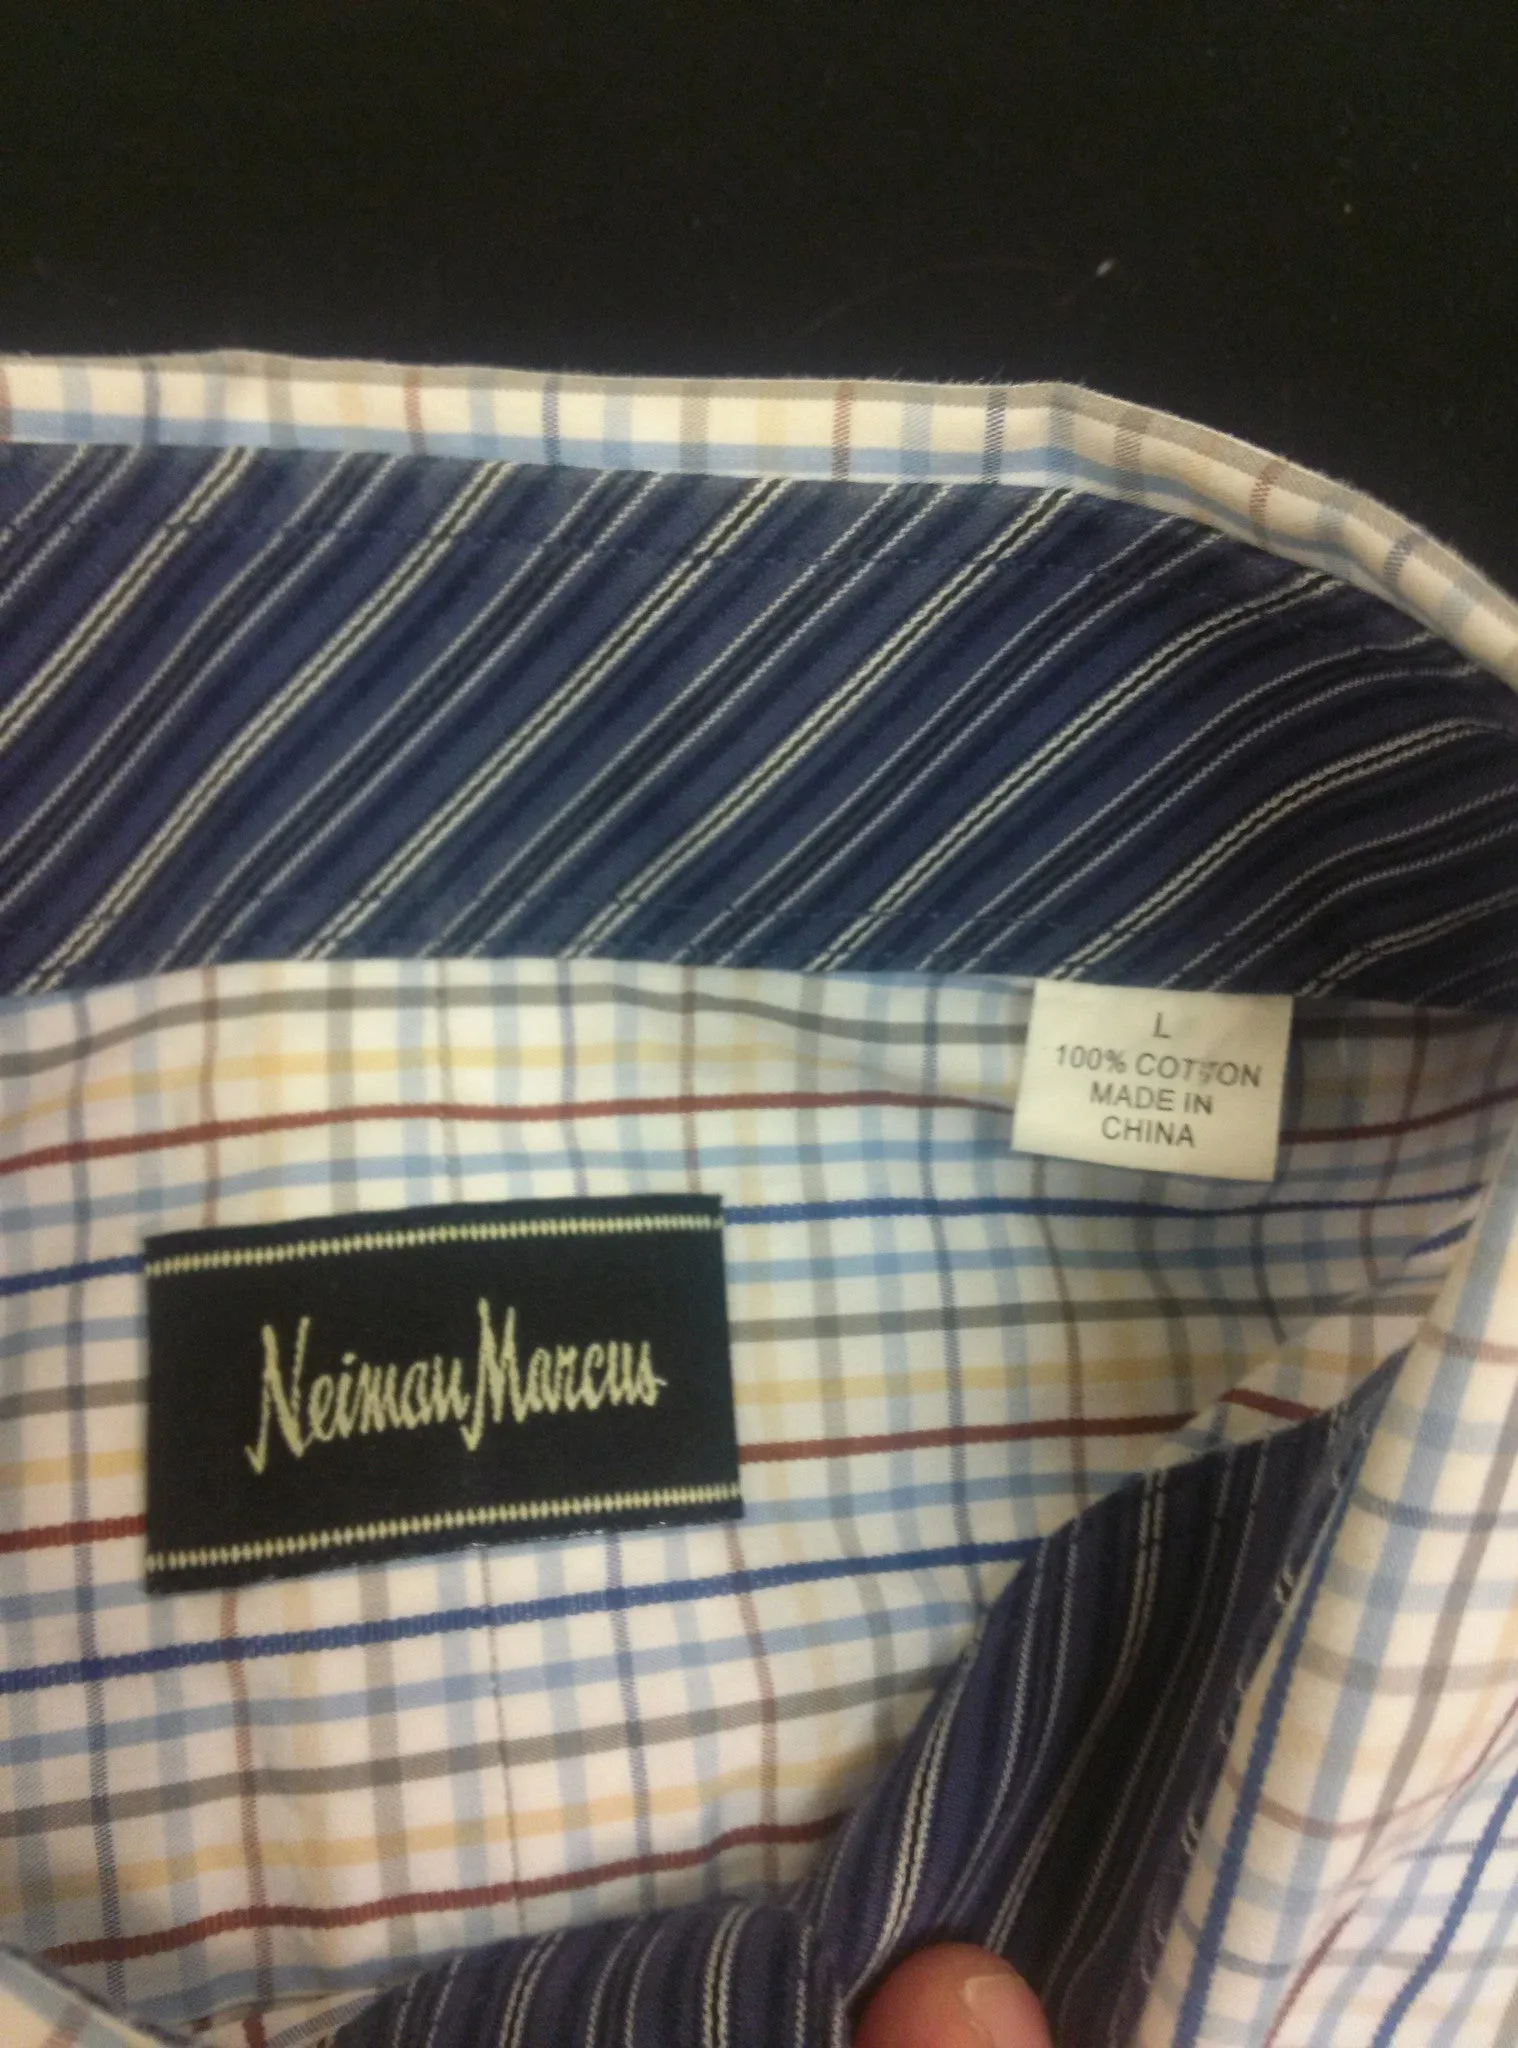 L
100% COTTON
MADE IN
CHINA
Neiman Marcus